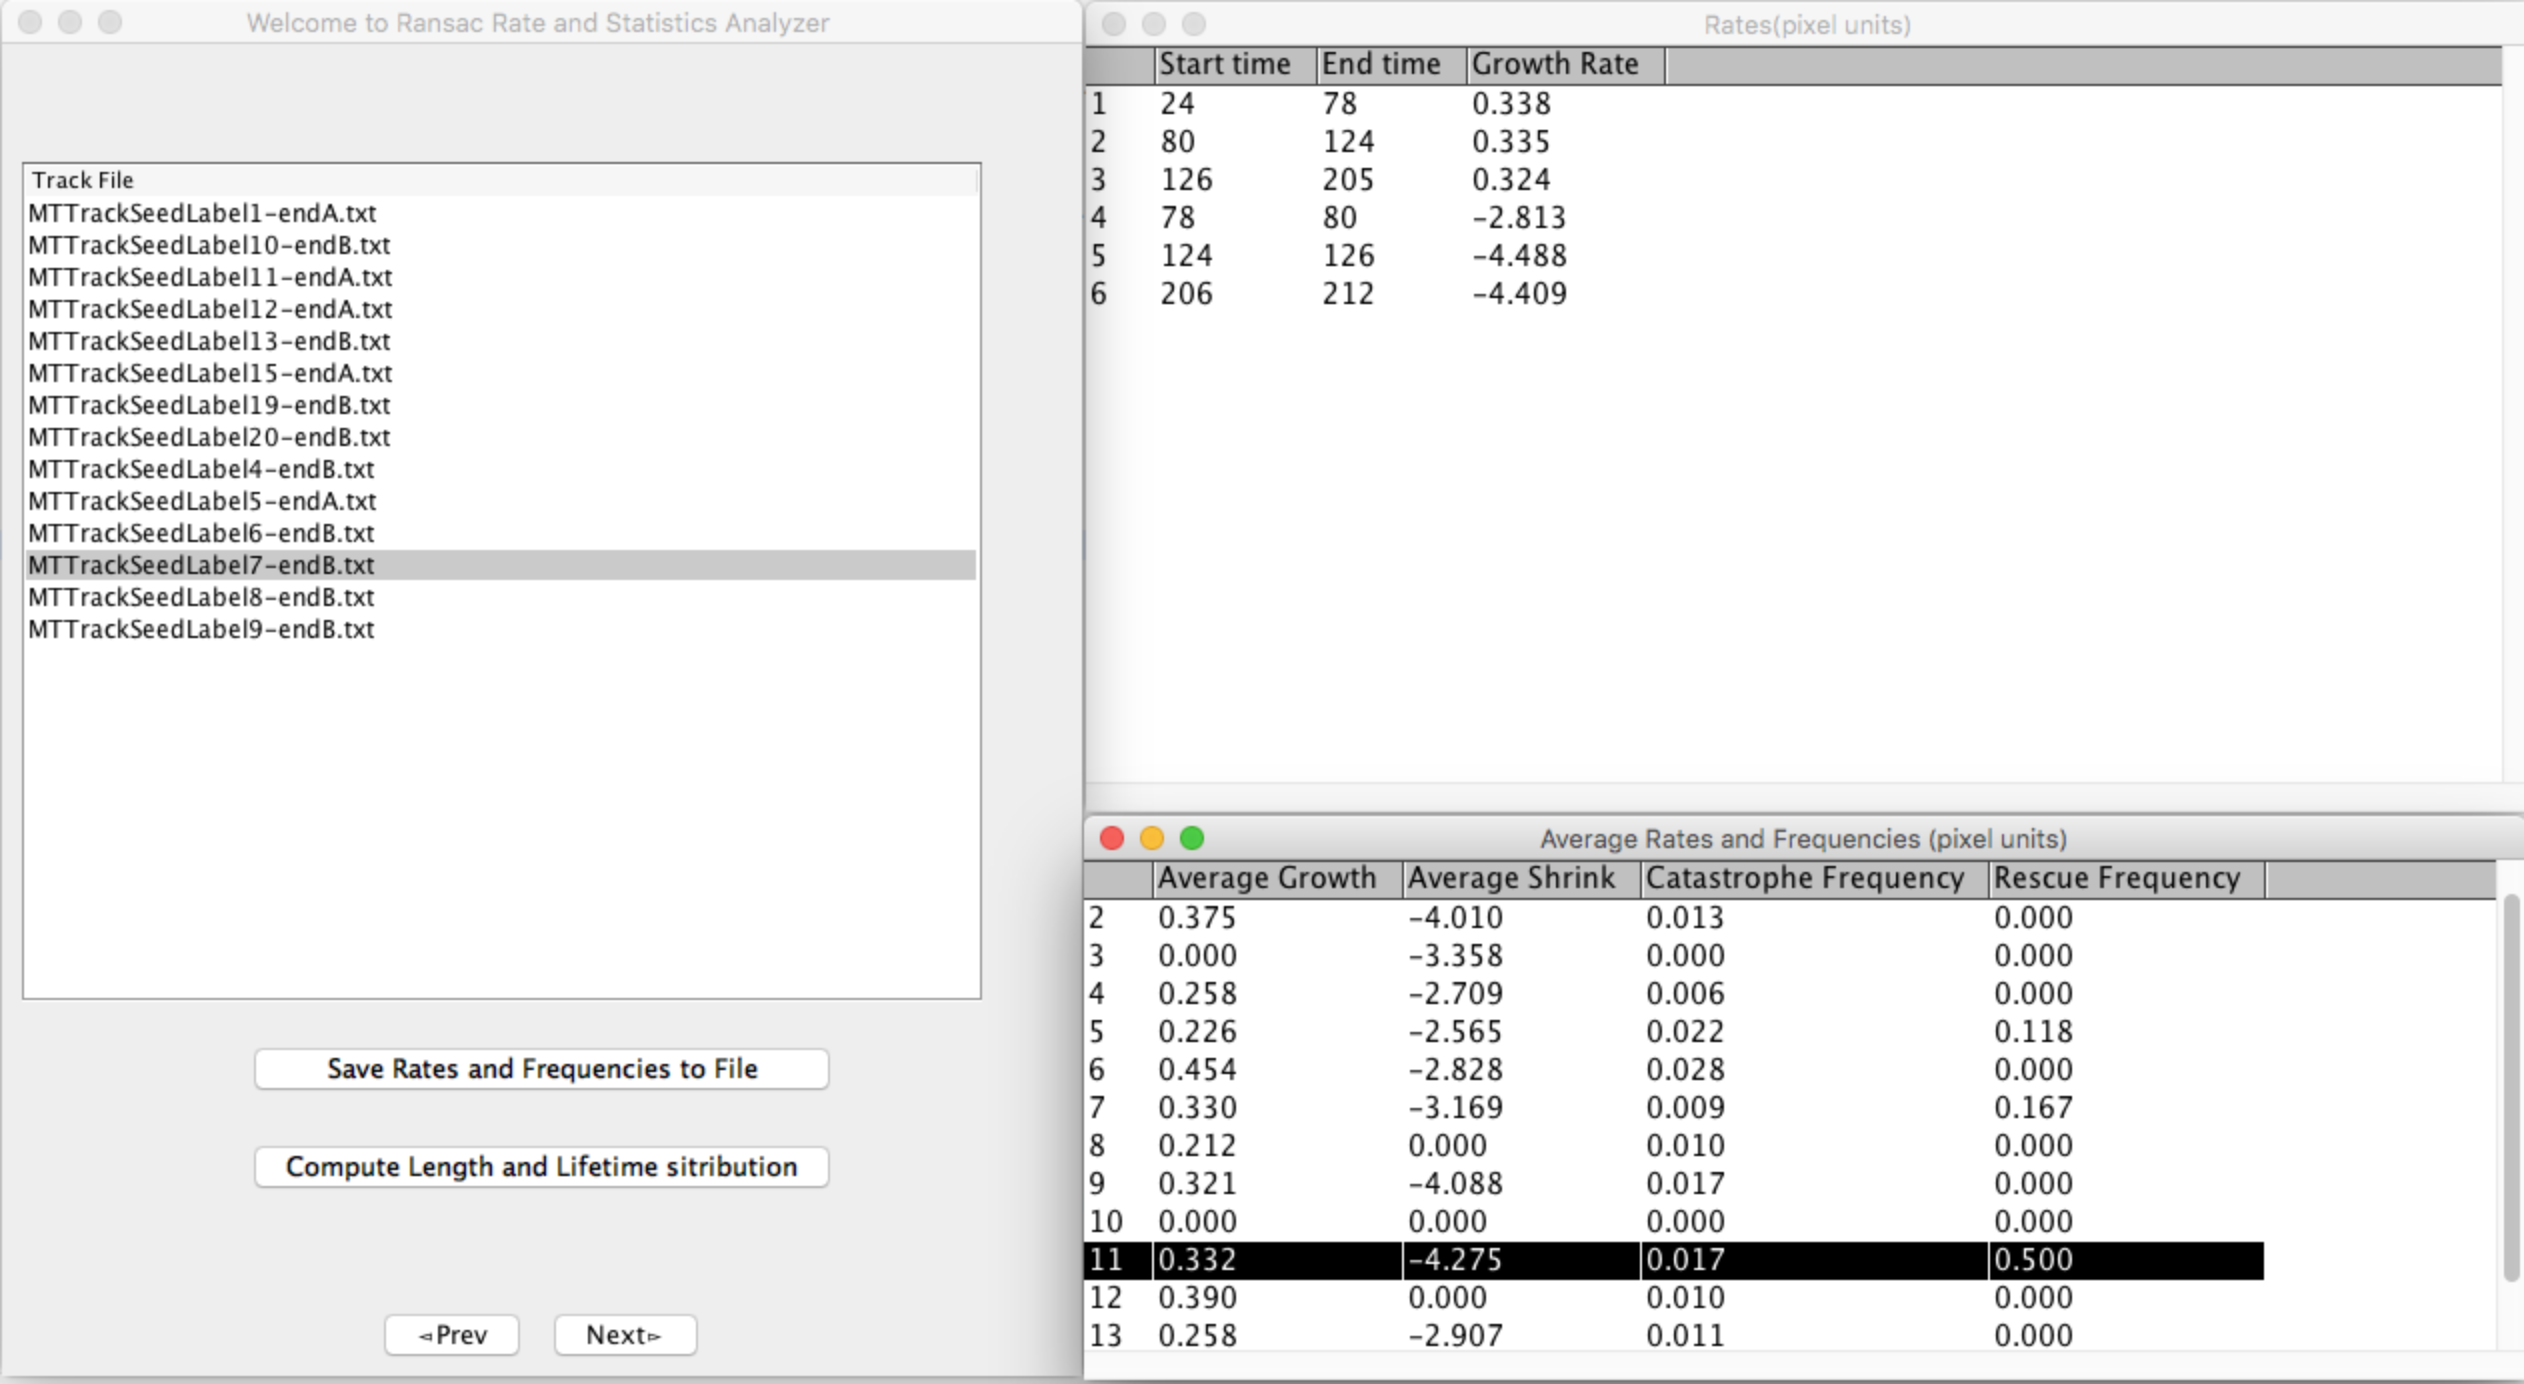 Welcome to Ransac Rate and Statistics Analyzer
Track File
MTTrackSeedLabel1-endA.txt
MTTrackSeedLabel10-endB.txt
MTTrackSeedLabel11-endA.txt
MTTrackSeedLabel12-endA.txt
MTTrackSeedLabel13-endB.txt
MTTrackSeedLabel15-endA.txt
MTTrackSeedLabel19-endB.txt
MTTrackSeedLabel20-endB.txt
MTTrackSeedLabel4-endB.txt
MTTrackSeedLabel5-endA.txt
MTTrackSeedLabel6-endB.txt
MTTrackSeedLabel7-endB.txt
MTTrackSeedLabel8-endB.txt
MTTrackSeedLabel9-endB.txt
Save Rates and Frequencies to File
Compute Length and Lifetime sitribution
Prev Next
Rates(pixel units)
Start time End time Growth Rate
1 24 78 0.338
2 80 124 0.335
3 126 205 0.324
4 78 80 -2.813
5 124 126 -4.488
6 206 212 -4.409
Average Rates and Frequencies (pixel units)
Average Growth Average Shrink Catastrophe Frequency Rescue Frequency
2 0.375 -4.010 0.013 0.000
3 0.000 -3.358 0.000 0.000
4 0.258 -2.709 0.006 0.000
5 0.226 -2.565 0.022 0.118
6 0.454 -2.828 0.028 0.000
7 0.330 -3.169 0.009 0.167
8 0.212 0.000 0.010 0.000
9 0.321 -4.088 0.017 0.000
10 0.000 0.000 0.000 0.000
11 0.332 -4.275 0.017 0.500
12 0.390 0.000 0.010 0.000
13 0.258 -2.907 0.011 0.000